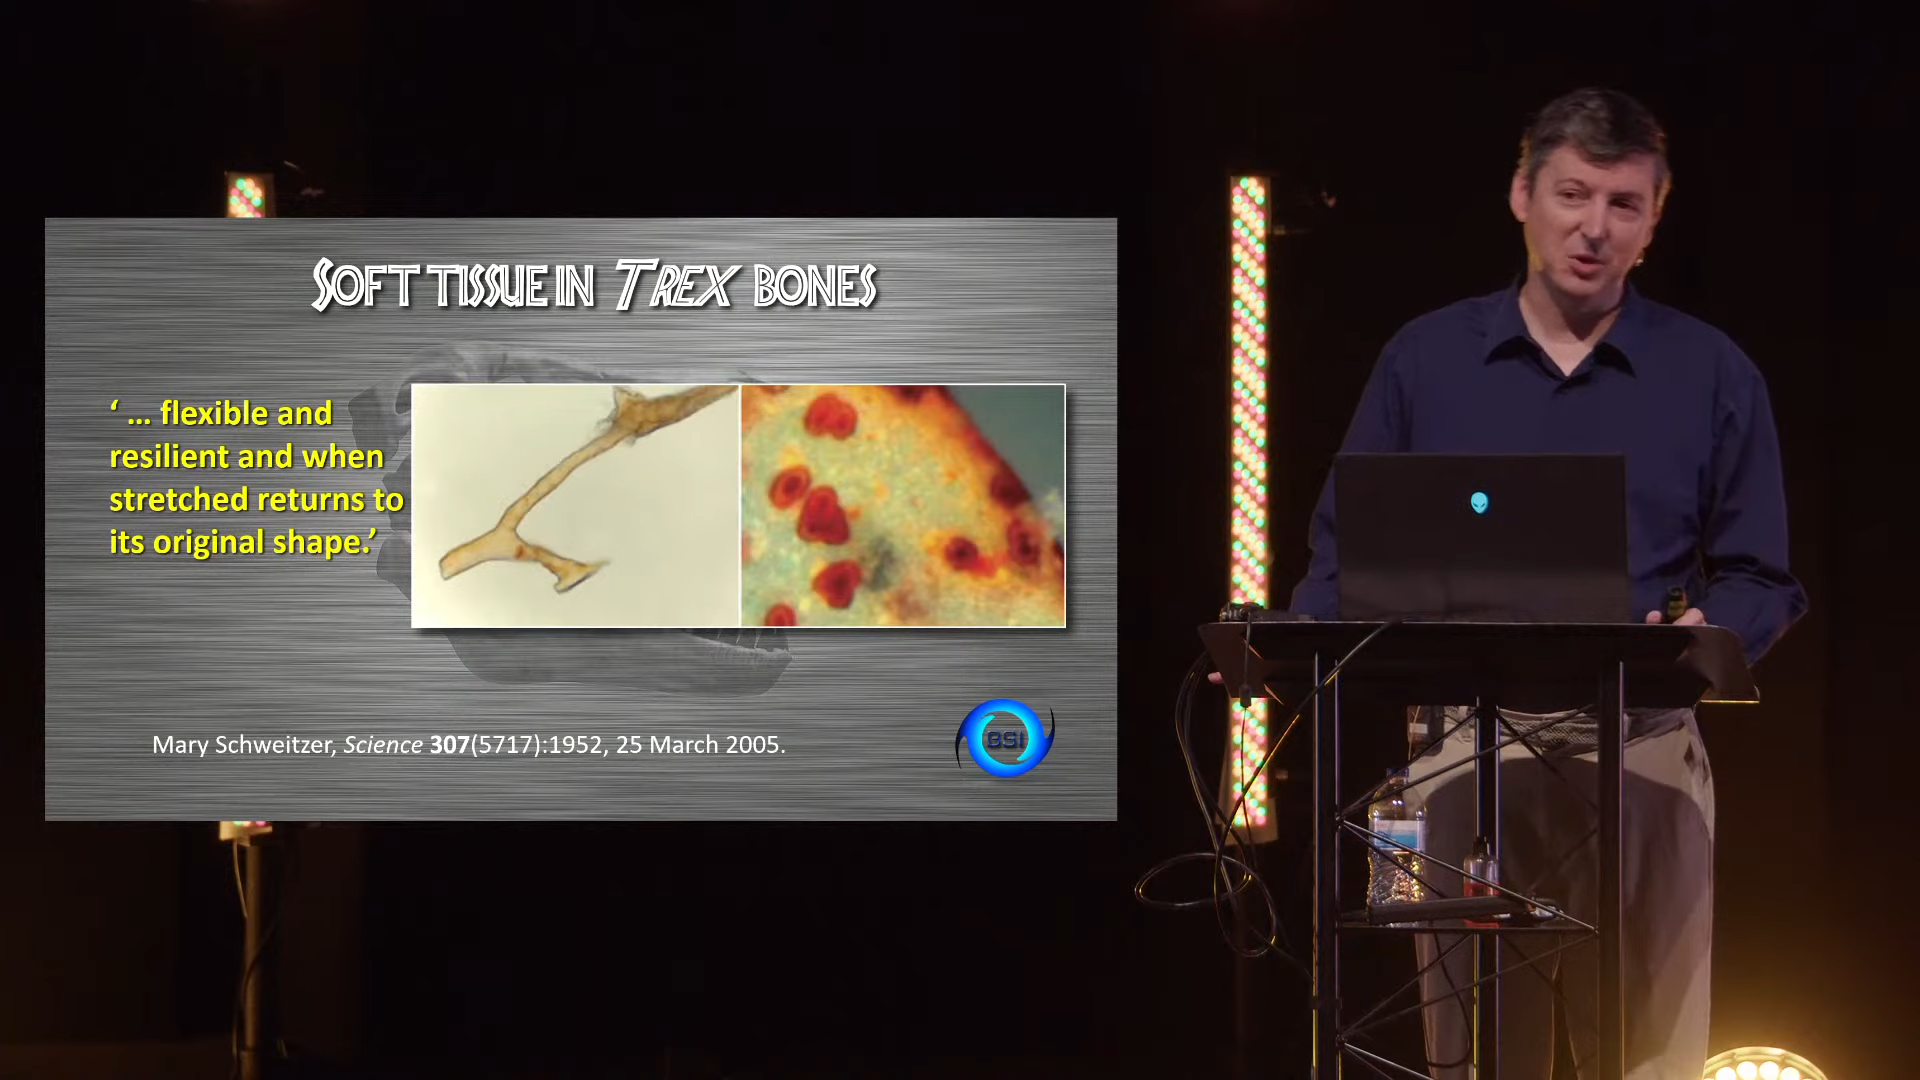 SOFT TISSUE IN T REX BONES
‘ … flexible and
resilient and when
stretched returns to
its original shape.’
Mary Schweitzer, Science 307(5717):1952, 25 March 2005.
BSI